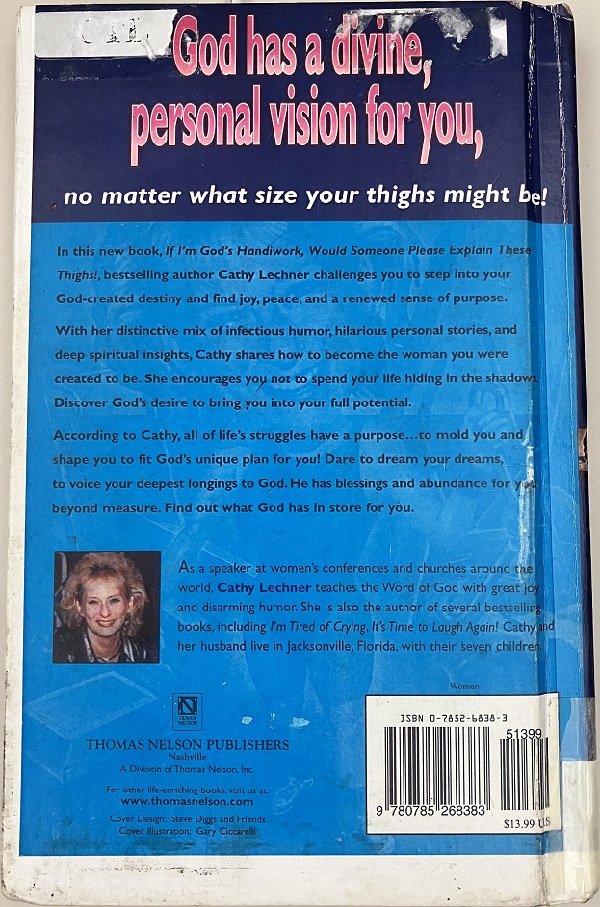 God has a divine,
personal vision for you,
no matter what size your thighs might be!
In this new book, If I'm God's Handiwork, Would Someone Please Explain These
Thighs!, bestselling author Cathy Lechner challenges you to step into your
God-created destiny and find joy, peace, and a renewed sense of purpose.
With her distinctive mix of infectious humor, hilarious personal stories, and
deep spiritual insights, Cathy shares how to become the woman you were
created to be. She encourages you not to spend your life hiding in the shadows.
Discover God's desire to bring you into your full potential.
According to Cathy, all of life's struggles have a purpose...to mold you and
shape you to fit God's unique plan for you! Dare to dream your dreams,
to voice your deepest longings to God. He has blessings and abundance for you
beyond measure. Find out what God has in store for you.
As a speaker at women's conferences and churches around the
world, Cathy Lechner teaches the Word of God with great joy
and disarming humor. She is also the author of several bestselling
books, including I'm Tired of Crying, It's Time to Laugh Again! Cathy and
her husband live in Jacksonville, Florida, with their seven children.
Women
N
OLIVER
NELSON
THOMAS NELSON PUBLISHERS
Nashville
A Division of Thomas Nelson, Inc.
For other life-enriching books, visit us at:
www.thomasnelson.com
Cover Design: Steve Diggs and Friends
Cover Illustration: Gary Ciccarelli
ISBN 0-7852-6838-3
51399
9 780785 268383
$13.99 US